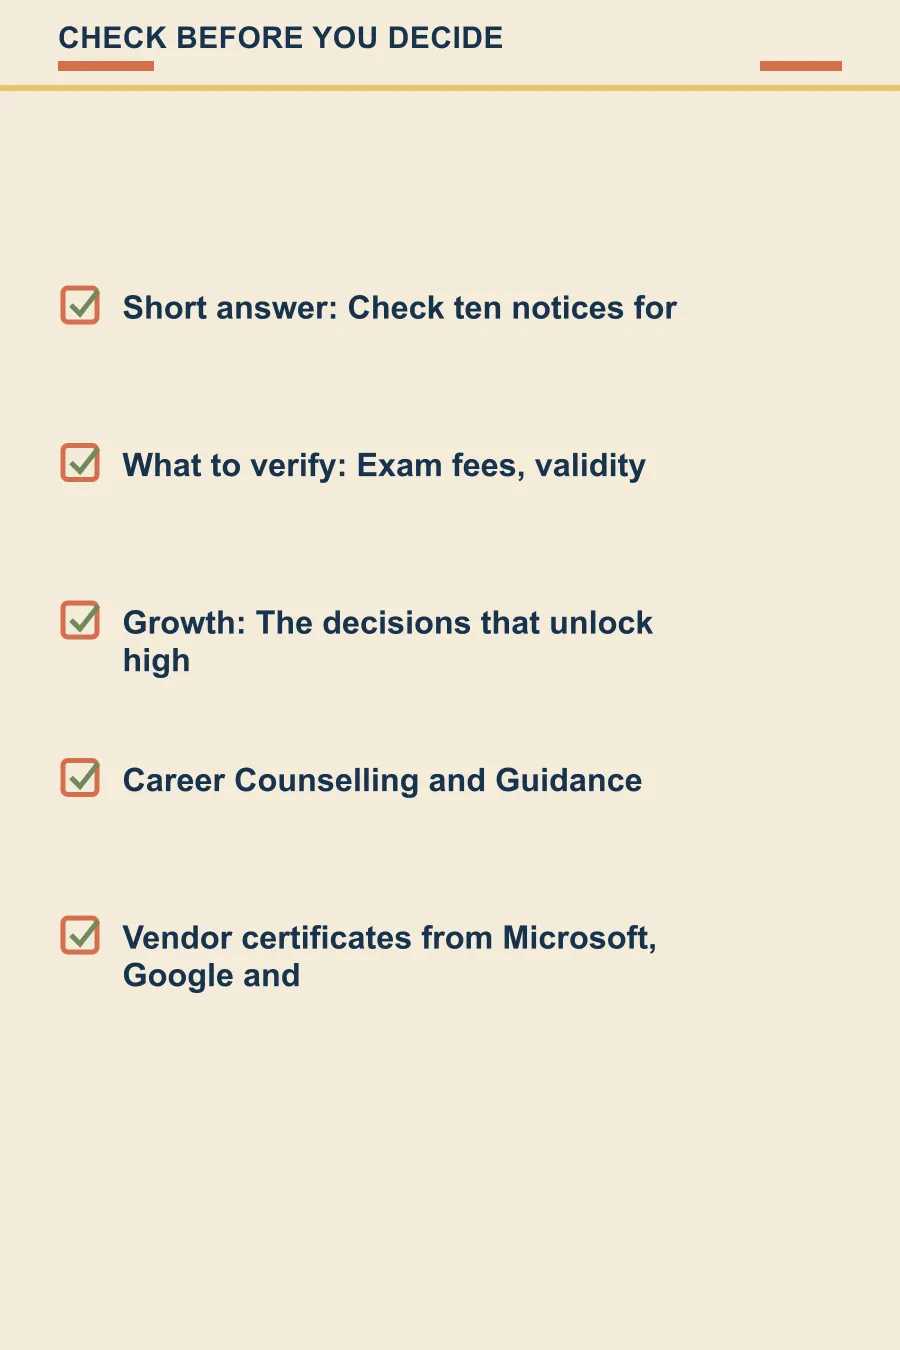 CHECK BEFORE YOU DECIDE
Short answer: Check ten notices for
What to verify: Exam fees, validity
Growth: The decisions that unlock
high
Career Counselling and Guidance
Vendor certificates from Microsoft,
Google and